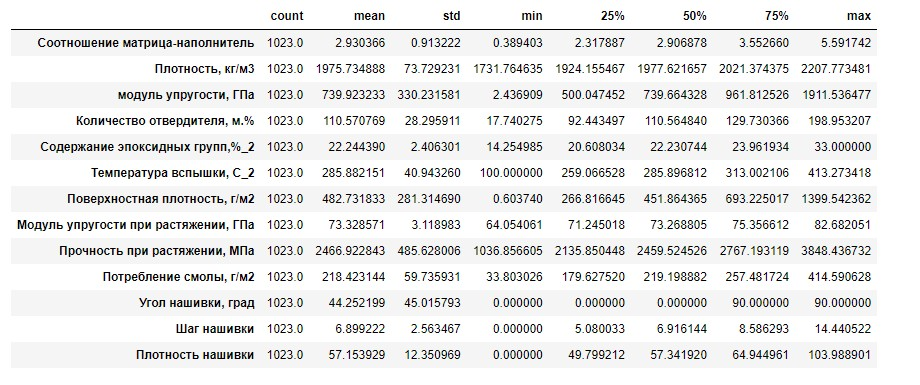 count mean std min 25% 50% 75% max
Соотношение матрица-наполнитель 1023.0 2.930366 0.913222 0.389403 2.317887 2.906878 3.552660 5.591742
Плотность, кг/м3 1023.0 1975.734888 73.729231 1731.764635 1924.155467 1977.621657 2021.374375 2207.773481
модуль упругости, ГПа 1023.0 739.923233 330.231581 2.436909 500.047452 739.664328 961.812526 1911.536477
Количество отвердителя, м.% 1023.0 110.570769 28.295911 17.740275 92.443497 110.564840 129.730366 198.953207
Содержание эпоксидных групп,%_2 1023.0 22.244390 2.406301 14.254985 20.608034 22.230744 23.961934 33.000000
Температура вспышки, С_2 1023.0 285.882151 40.943260 100.000000 259.066528 285.896812 313.002106 413.273418
Поверхностная плотность, г/м2 1023.0 482.731833 281.314690 0.603740 266.816645 451.864365 693.225017 1399.542362
Модуль упругости при растяжении, ГПа 1023.0 73.328571 3.118983 64.054061 71.245018 73.268805 75.356612 82.682051
Прочность при растяжении, МПа 1023.0 2466.922843 485.628006 1036.856605 2135.850448 2459.524526 2767.193119 3848.436732
Потребление смолы, г/м2 1023.0 218.423144 59.735931 33.803026 179.627520 219.198882 257.481724 414.590628
Угол нашивки, град 1023.0 44.252199 45.015793 0.000000 0.000000 0.000000 90.000000 90.000000
Шаг нашивки 1023.0 6.899222 2.563467 0.000000 5.080033 6.916144 8.586293 14.440522
Плотность нашивки 1023.0 57.153929 12.350969 0.000000 49.799212 57.341920 64.944961 103.988901